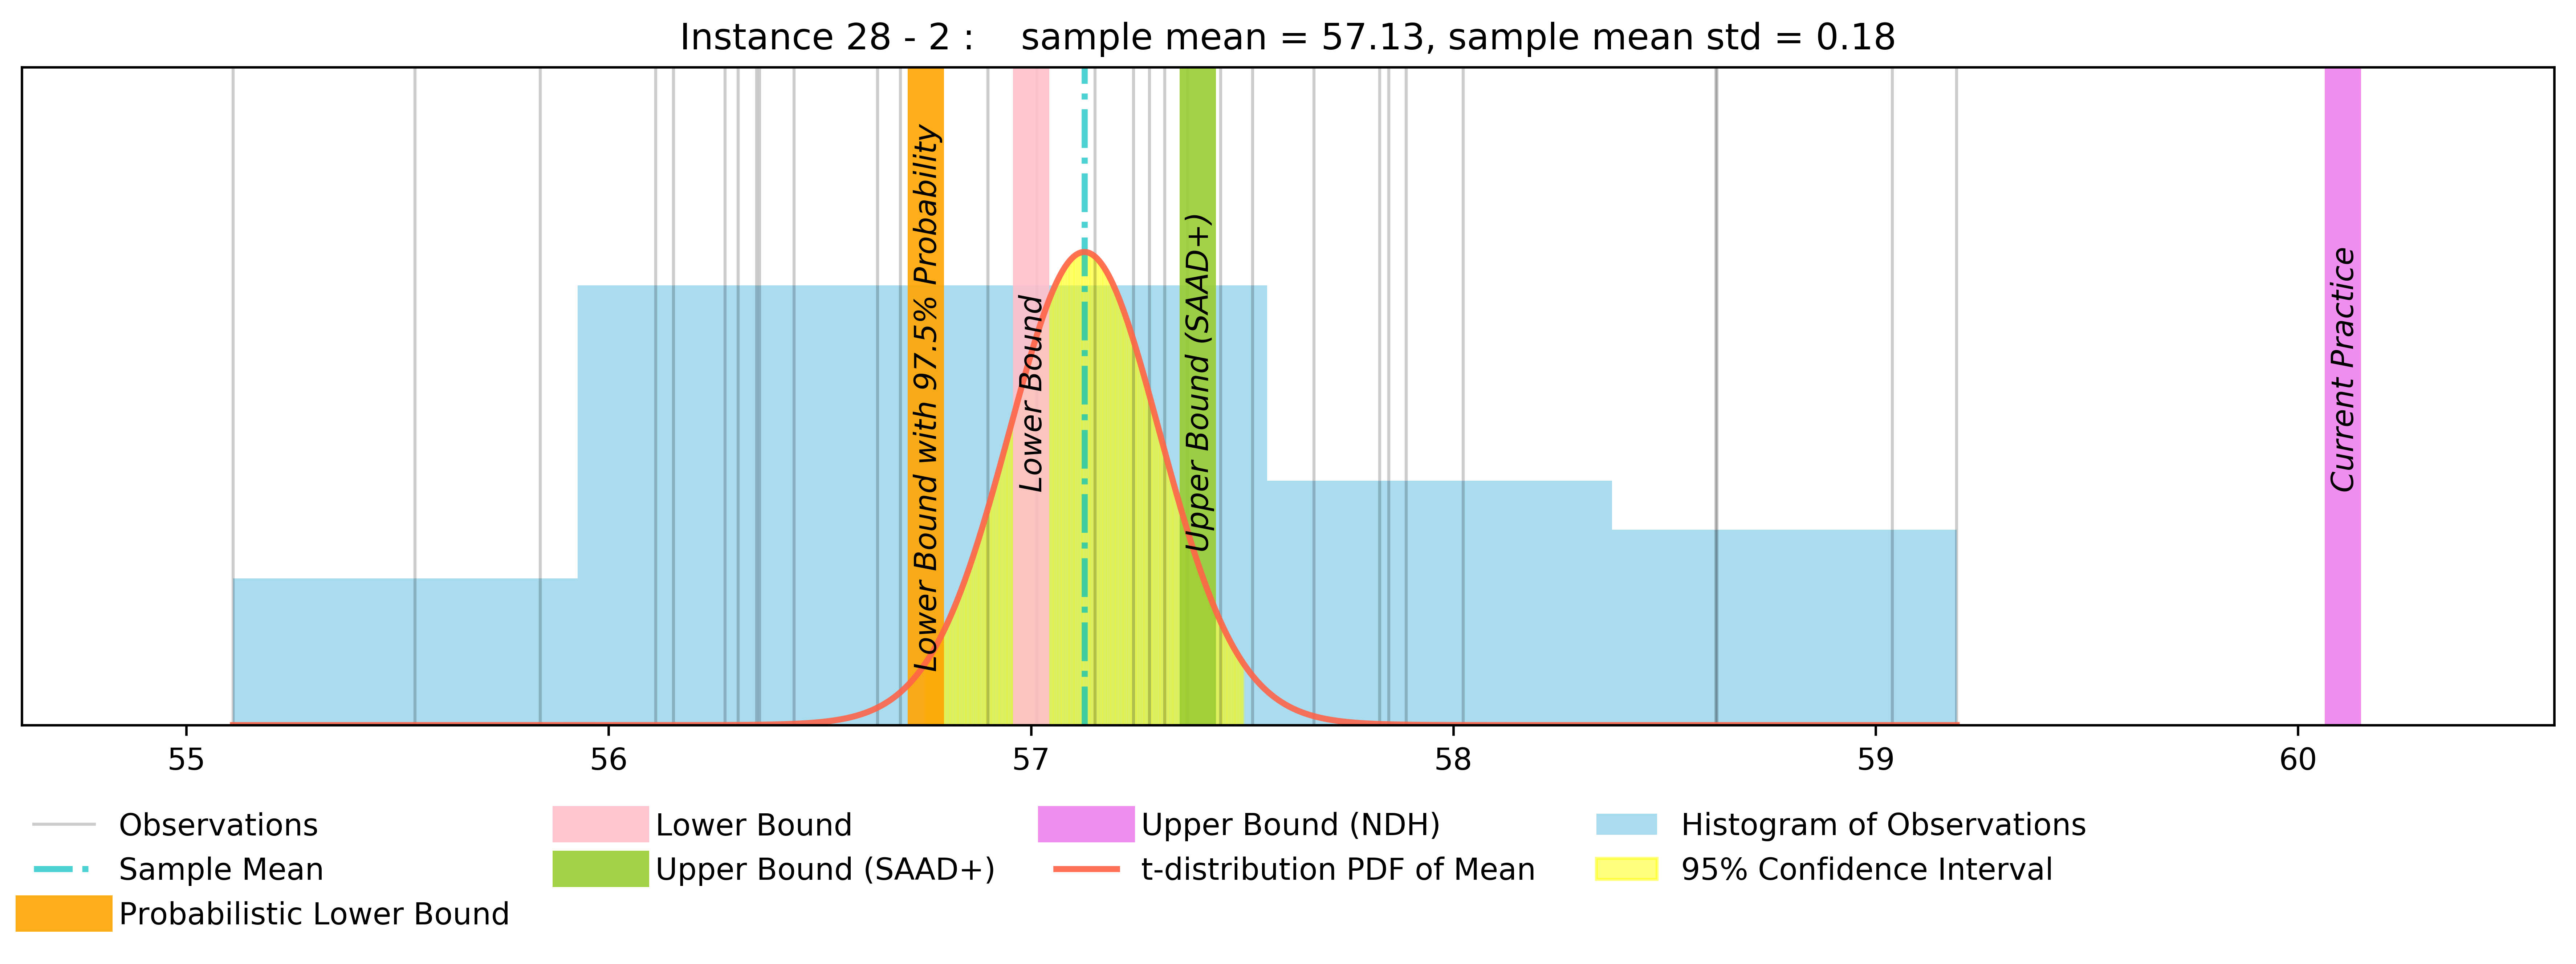 Instance 28 - 2 :    sample mean = 57.13, sample mean std = 0.18
Lower Bound with 97.5% Probability
Lower Bound
Upper Bound (SAAD+)
Current Practice
55 56 57 58 59 60
Observations
Sample Mean
Probabilistic Lower Bound
Lower Bound
Upper Bound (SAAD+)
Upper Bound (NDH)
t-distribution PDF of Mean
Histogram of Observations
95% Confidence Interval